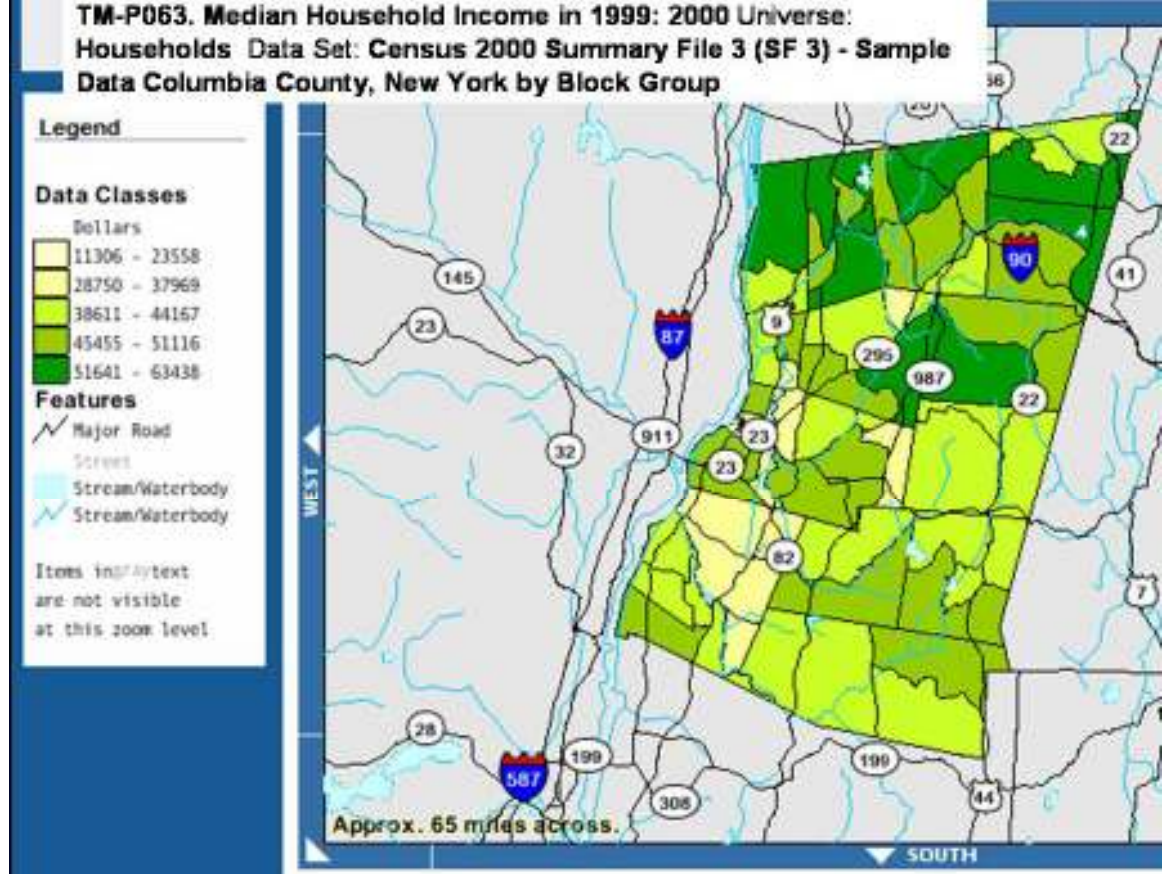 TM-P063. Median Household Income in 1999: 2000 Universe:
Households Data Set: Census 2000 Summary File 3 (SF 3) - Sample
Data Columbia County, New York by Block Group
Legend
Data Classes
Dollars
11306 - 23558
28750 - 37969
38611 - 44167
45455 - 51116
51641 - 63438
Features
Major Road
Street
Stream/Waterbody
Stream/Waterbody
Items in gray text
are not visible
at this zoom level
66
20
22
90
41
145
23
87
9
295
987
22
911
23
32
23
WEST
82
7
28
199
587
199
308
44
Approx. 65 miles across.
SOUTH